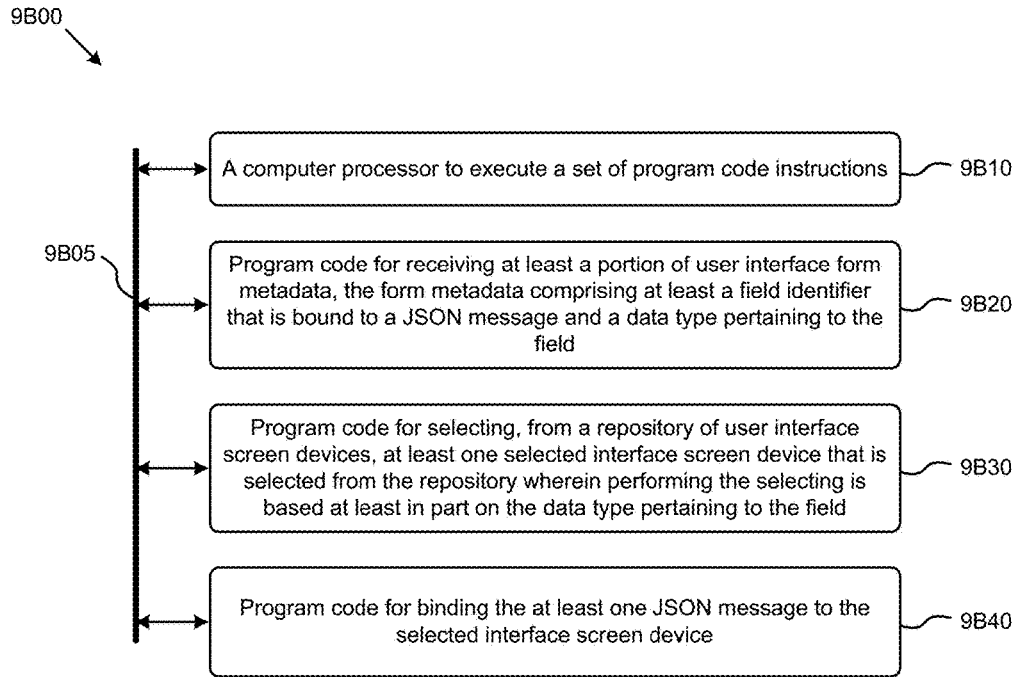 9B00
A computer processor to execute a set of program code instructions
9B10
9B05
Program code for receiving at least a portion of user interface form
metadata, the form metadata comprising at least a field identifier
that is bound to a JSON message and a data type pertaining to the
field
9B20
Program code for selecting, from a repository of user interface
screen devices, at least one selected interface screen device that is
selected from the repository wherein performing the selecting is
based at least in part on the data type pertaining to the field
9B30
Program code for binding the at least one JSON message to the
selected interface screen device
9B40